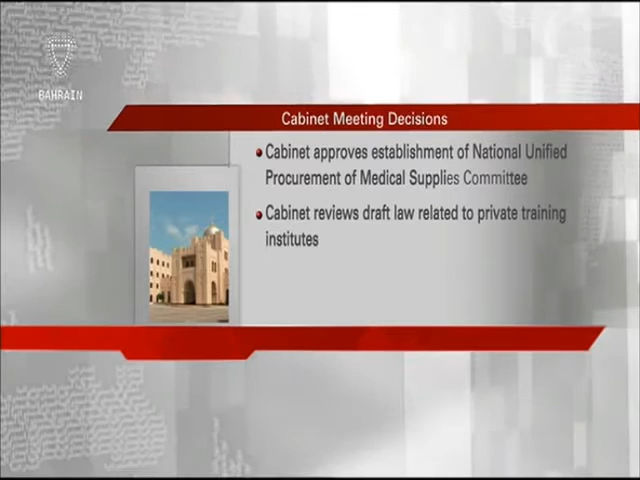 BAHRAIN
Cabinet Meeting Decisions
Cabinet approves establishment of National Unified
Procurement of Medical Supplies Committee
Cabinet reviews draft law related to private training
institutes